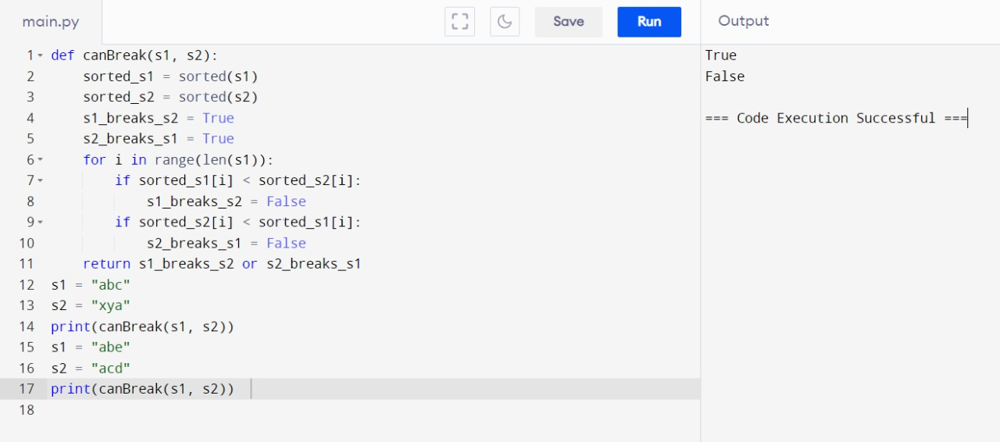 main.py
Save
Run
Output
1 def canBreak(s1, s2):
2     sorted_s1 = sorted(s1)
3     sorted_s2 = sorted(s2)
4     s1_breaks_s2 = True
5     s2_breaks_s1 = True
6     for i in range(len(s1)):
7         if sorted_s1[i] < sorted_s2[i]:
8             s1_breaks_s2 = False
9         if sorted_s2[i] < sorted_s1[i]:
10             s2_breaks_s1 = False
11     return s1_breaks_s2 or s2_breaks_s1
12 s1 = "abc"
13 s2 = "xya"
14 print(canBreak(s1, s2))
15 s1 = "abe"
16 s2 = "acd"
17 print(canBreak(s1, s2))
18
True
False
=== Code Execution Successful ===